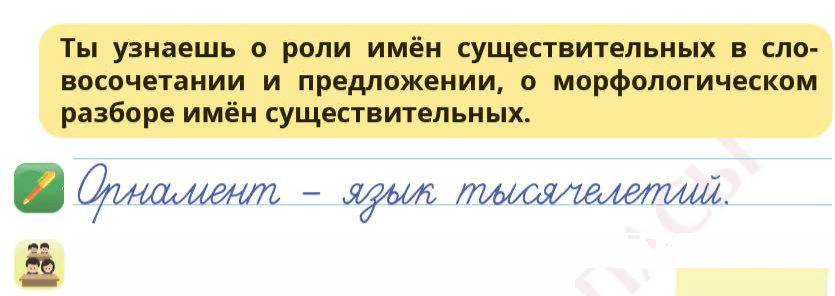 Ты узнаешь о роли имён существительных в сло-
восочетании и предложении, о морфологическом
разборе имён существительных.
Орнамент – язык тысячелетий.